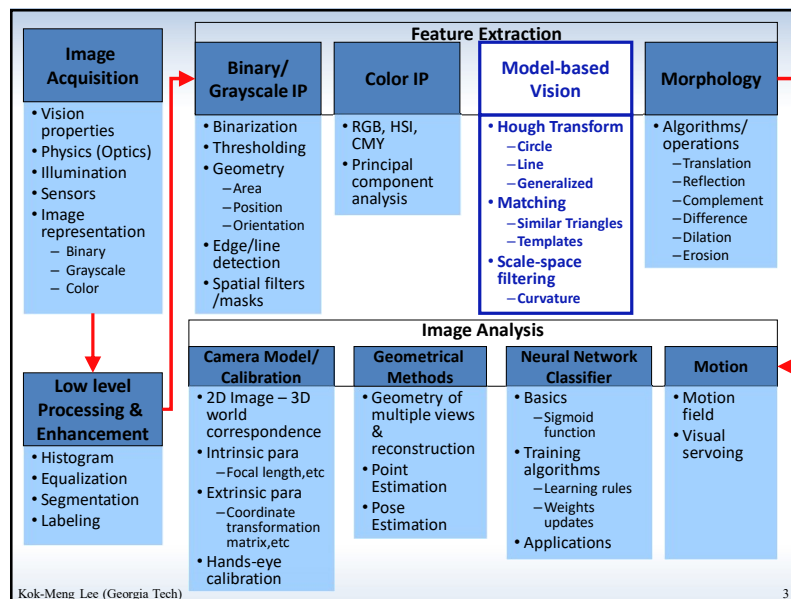 Image
Acquisition
• Vision
properties
• Physics (Optics)
• Illumination
• Sensors
• Image
representation
– Binary
– Grayscale
– Color
Low level
Processing &
Enhancement
• Histogram
• Equalization
• Segmentation
• Labeling
Feature Extraction
Binary/
Grayscale IP
• Binarization
• Thresholding
• Geometry
– Area
– Position
– Orientation
• Edge/line
detection
• Spatial filters
/masks
Color IP
• RGB, HSI,
CMY
• Principal
component
analysis
Model-based
Vision
• Hough Transform
– Circle
– Line
– Generalized
• Matching
– Similar Triangles
– Templates
• Scale-space
filtering
– Curvature
Morphology
• Algorithms/
operations
– Translation
– Reflection
– Complement
– Difference
– Dilation
– Erosion
Image Analysis
Camera Model/
Calibration
• 2D Image – 3D
world
correspondence
• Intrinsic para
– Focal length,etc
• Extrinsic para
– Coordinate
transformation
matrix,etc
• Hands-eye
calibration
Geometrical
Methods
• Geometry of
multiple views
&
reconstruction
• Point
Estimation
• Pose
Estimation
Neural Network
Classifier
• Basics
– Sigmoid
function
• Training
algorithms
– Learning rules
– Weights
updates
• Applications
Motion
• Motion
field
• Visual
servoing
Kok-Meng Lee (Georgia Tech)
3